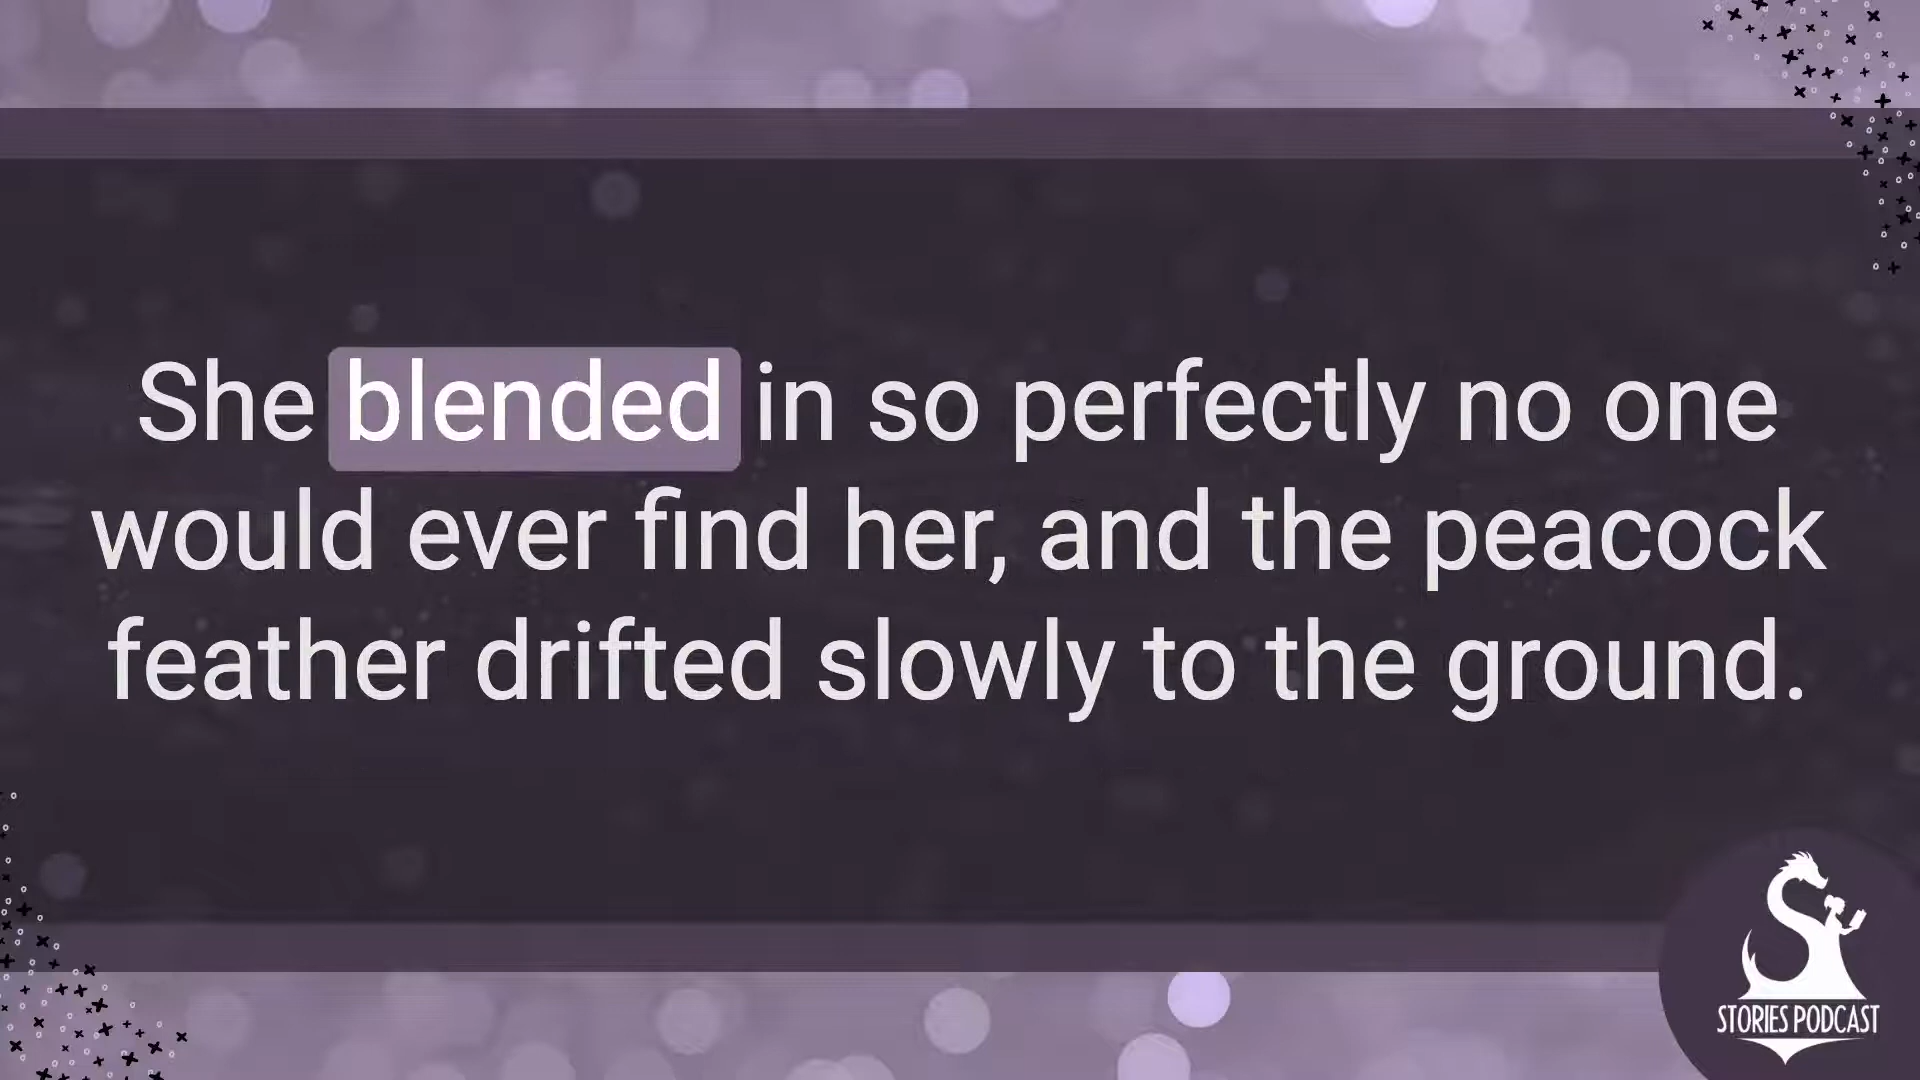 She blended in so perfectly no one
would ever find her, and the peacock
feather drifted slowly to the ground.
STORIES PODCAST